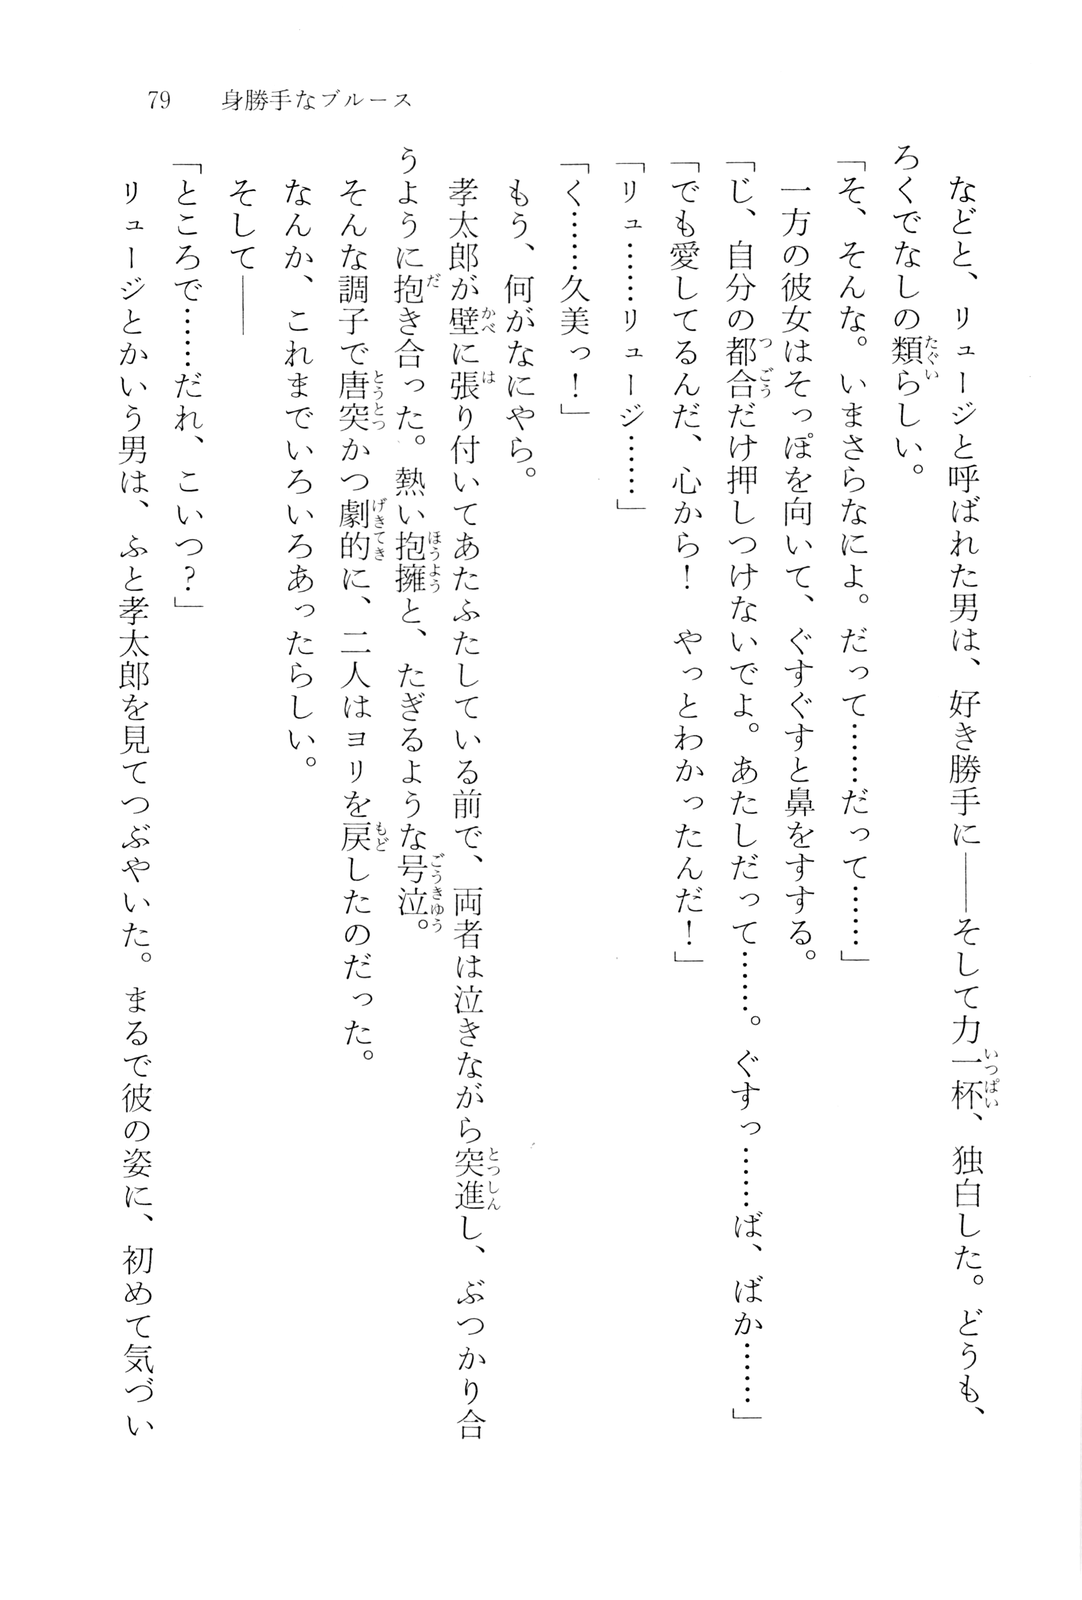 79　身勝手なブルース
　などと、リュージと呼ばれた男は、好き勝手に――そして力一杯、独白した。どうも、
ろくでなしの類らしい。
「そ、そんな。いまさらなによ。だって……だって……」
　一方の彼女はそっぽを向いて、ぐすぐすと鼻をすする。
「じ、自分の都合だけ押しつけないでよ。あたしだって……。ぐすっ……ば、ばか……」
「でも愛してるんだ、心から！　やっとわかったんだ！」
「リュ……リュージ……」
「く……久美っ！」
　もう、何がなにやら。
　孝太郎が壁に張り付いてあたふたしている前で、両者は泣きながら突進し、ぶつかり合
うように抱き合った。熱い抱擁と、たぎるような号泣。
　そんな調子で唐突かつ劇的に、二人はヨリを戻したのだった。
　なんか、これまでいろいろあったらしい。
　そして――
「ところで……だれ、こいつ？」
　リュージとかいう男は、ふと孝太郎を見てつぶやいた。まるで彼の姿に、初めて気づい